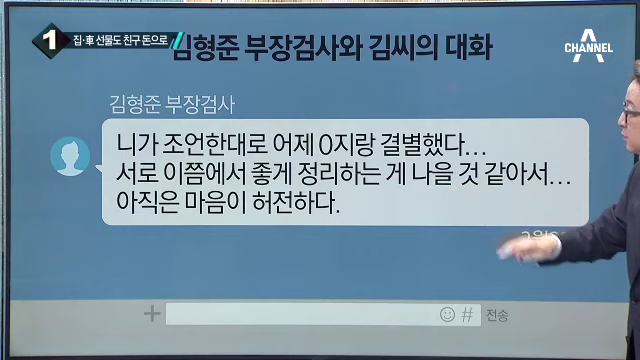 1 집·車 선물도 친구 돈으로
김형준 부장검사와 김씨의 대화
CHANNEL A
김형준 부장검사
니가 조언한대로 어제 0지랑 결별했다...
서로 이쯤에서 좋게 정리하는 게 나을 것 같아서...
아직은 마음이 허전하다.
+ # 전송